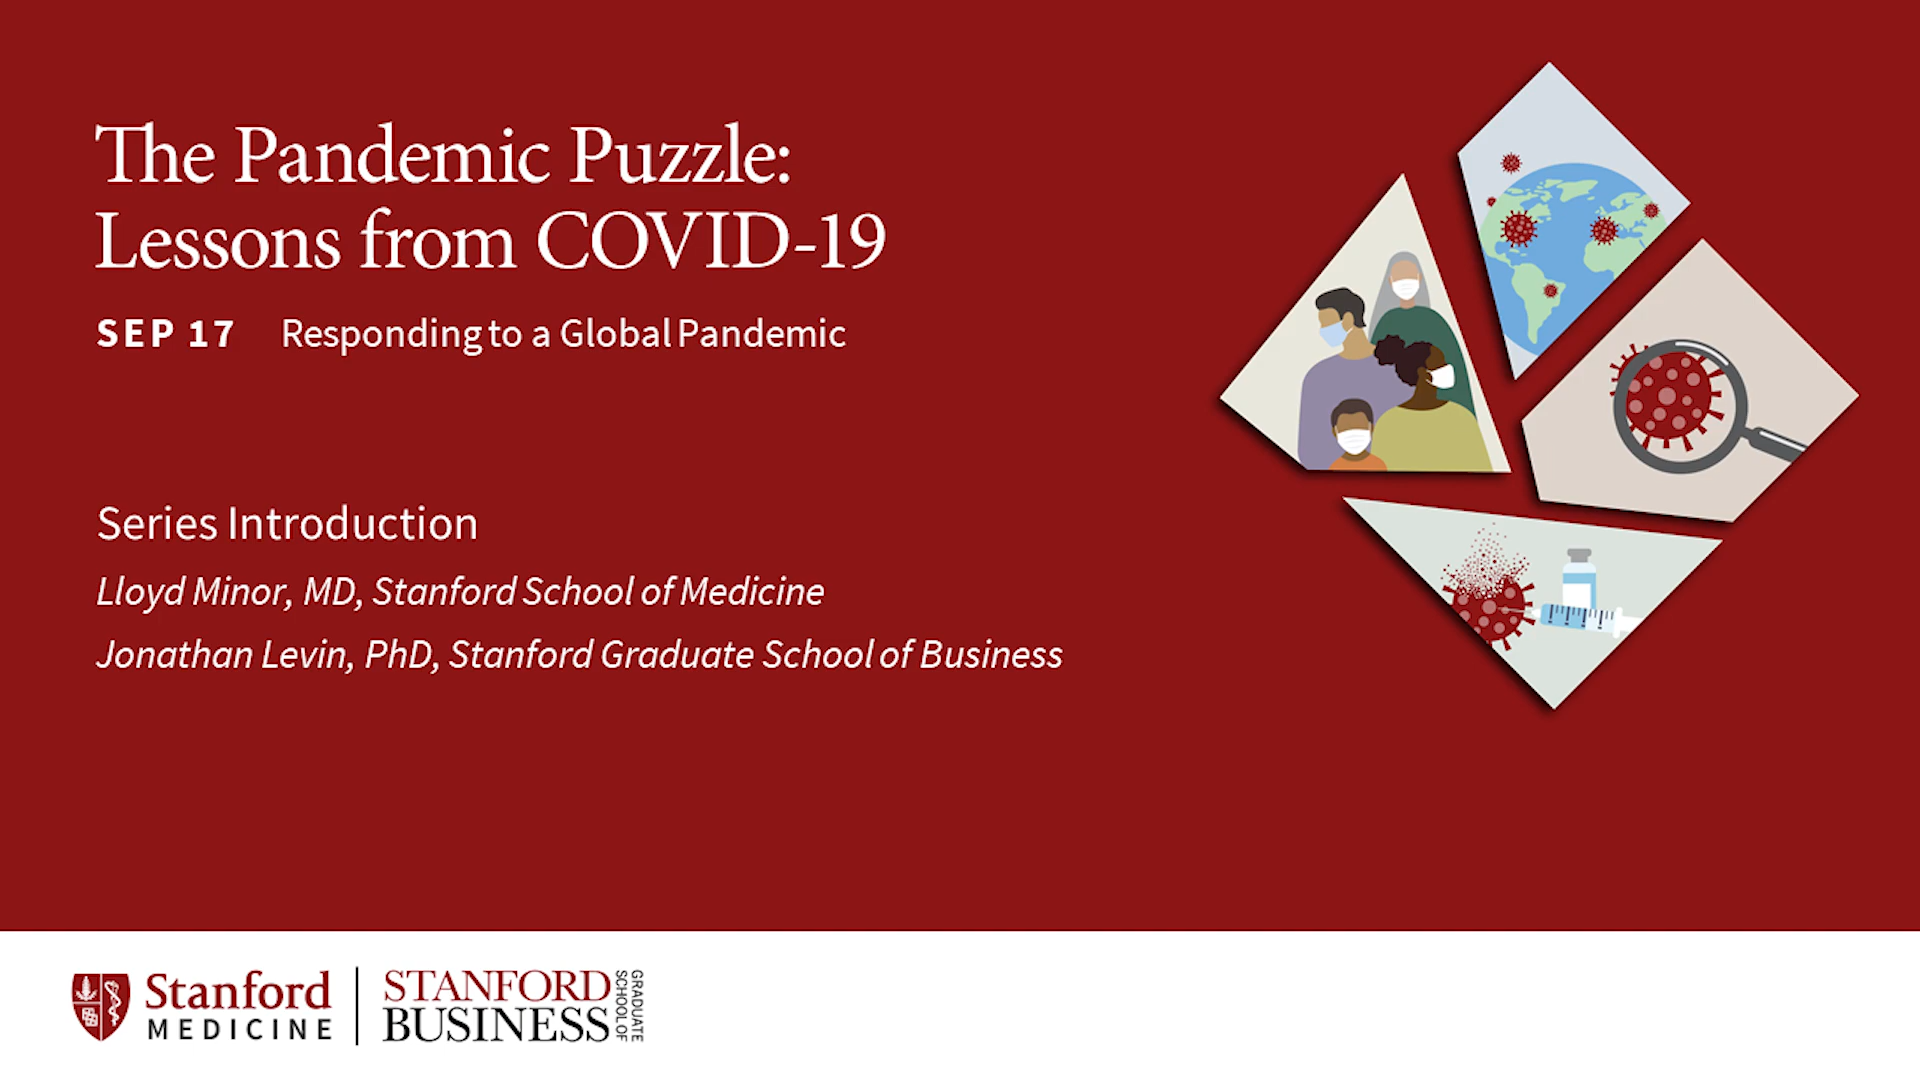 The Pandemic Puzzle:
Lessons from COVID-19
SEP 17 Responding to a Global Pandemic
Series Introduction
Lloyd Minor, MD, Stanford School of Medicine
Jonathan Levin, PhD, Stanford Graduate School of Business
Stanford
MEDICINE
STANFORD
BUSINESS
GRADUATE
SCHOOL OF